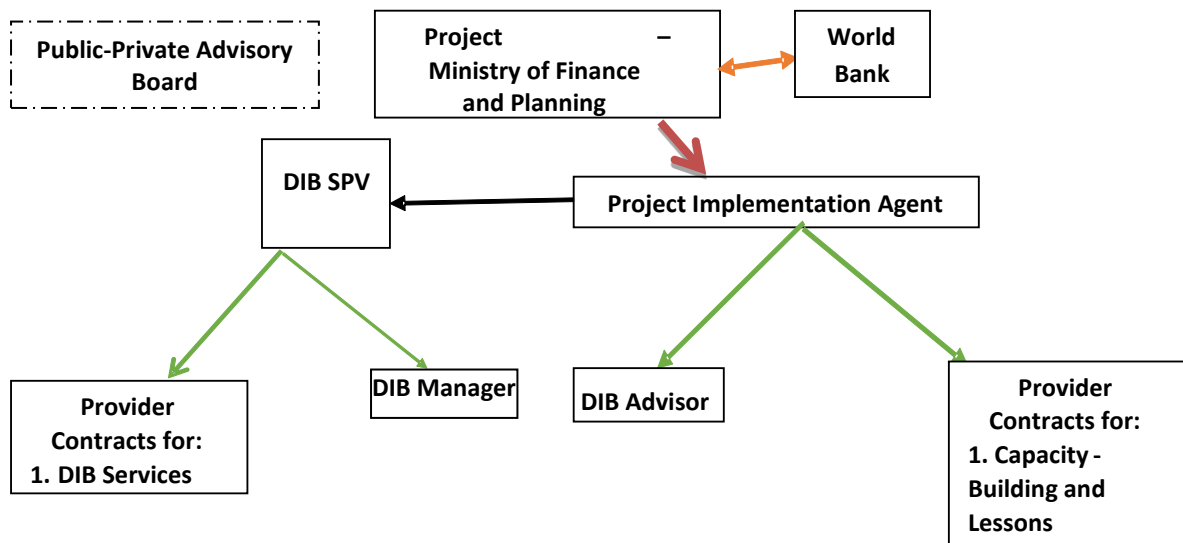 Public-Private Advisory
Board
Project –
Ministry of Finance
and Planning
World
Bank
DIB SPV
Project Implementation Agent
Provider
Contracts for:
1. DIB Services
DIB Manager
DIB Advisor
Provider
Contracts for:
1. Capacity -
Building and
Lessons